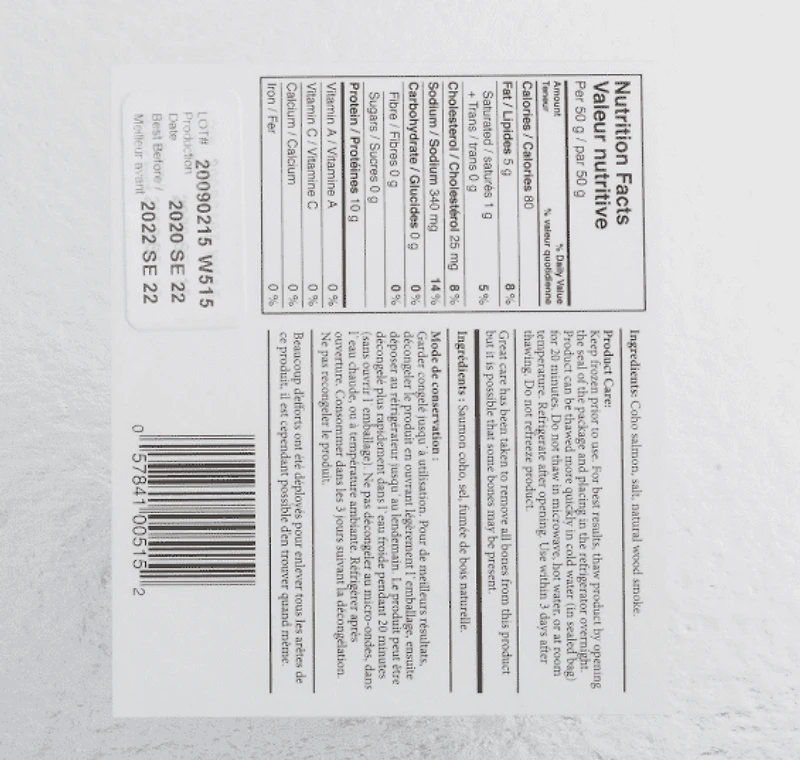 Nutrition Facts
Valeur nutritive
Per 50 g / par 50 g
Amount % Daily Value
Teneur % valeur quotidienne
Calories / Calories 80
Fat / Lipides 5 g 8 %
Saturated / saturés 1 g 5 %
+ Trans / trans 0 g
Cholesterol / Cholestérol 25 mg 8 %
Sodium / Sodium 340 mg 14 %
Carbohydrate / Glucides 0 g 0 %
Fibre / Fibres 0 g 0 %
Sugars / Sucres 0 g
Protein / Protéines 10 g
Vitamin A / Vitamine A 0 %
Vitamin C / Vitamine C 0 %
Calcium / Calcium 0 %
Iron / Fer 0 %
LOT# 20090215 W515
Production
Date 2020 SE 22
Best Before /
Meilleur avant 2022 SE 22
Ingredients: Coho salmon, salt, natural wood smoke.
Product Care:
Keep frozen prior to use. For best results, thaw product by opening
the seal of the package and placing in the refrigerator overnight.
Product can be thawed more quickly in cold water (in sealed bag)
for 20 minutes. Do not thaw in microwave, hot water, or at room
temperature. Refrigerate after opening. Use within 3 days after
thawing. Do not refreeze product.
Great care has been taken to remove all bones from this product
but it is possible that some bones may be present.
Ingrédients : Saumon coho, sel, fumée de bois naturelle.
Mode de conservation :
Garder congelé jusqu'à utilisation. Pour de meilleurs résultats,
décongeler le produit en ouvrant légèrement l'emballage, ensuite
déposer au réfrigérateur jusqu'au lendemain. Le produit peut être
décongelé plus rapidement dans l'eau froide pendant 20 minutes
(sans ouvrir l'emballage). Ne pas décongeler au micro-ondes, dans
l'eau chaude, ou à température ambiante. Réfrigérer après
ouverture. Consommer dans les 3 jours suivant la décongélation.
Ne pas recongeler le produit.
Beaucoup d'efforts ont été déployés pour enlever tous les arêtes de
ce produit, il est cependant possible d'en trouver quand même.
0 57841 00515 2